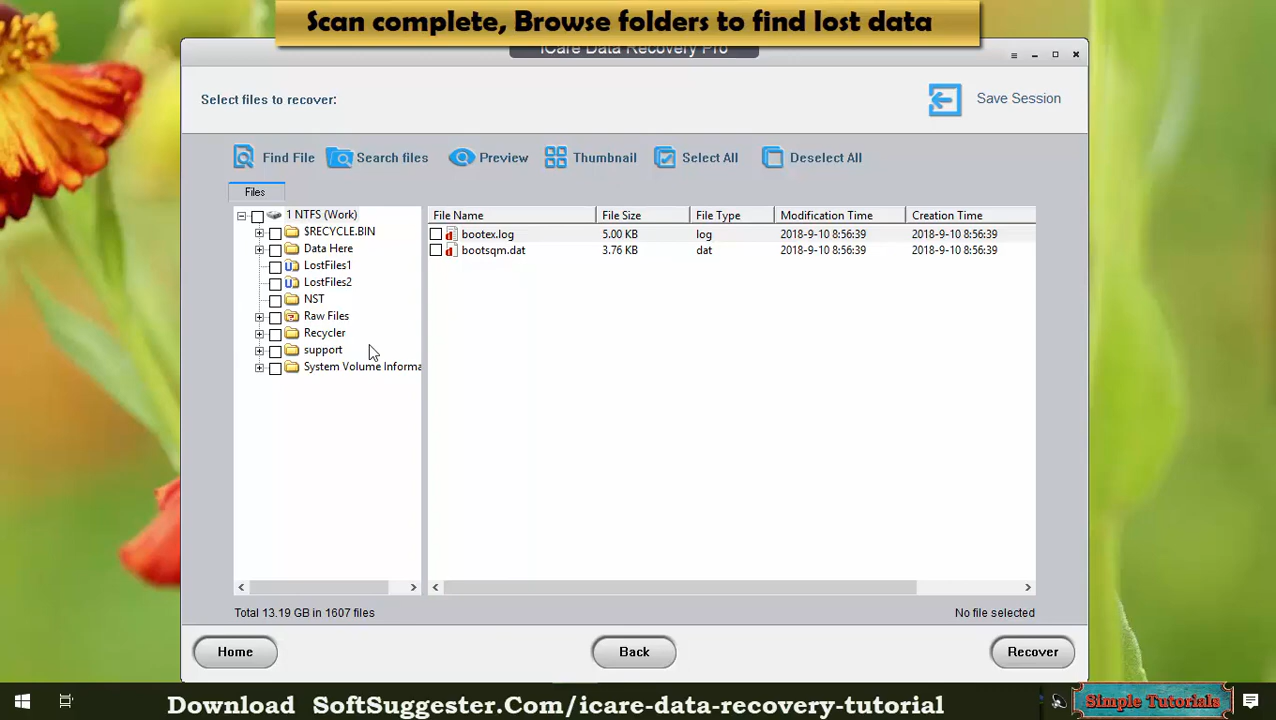 Scan complete, Browse folders to find lost data
iCare Data Recovery Pro
Select files to recover:
Save Session
Find File
Search files
Preview
Thumbnail
Select All
Deselect All
Files
1 NTFS (Work)
$RECYCLE.BIN
Data Here
LostFiles1
LostFiles2
NST
Raw Files
Recycler
support
System Volume Informa
File Name File Size File Type Modification Time Creation Time
bootex.log 5.00 KB log 2018-9-10 8:56:39 2018-9-10 8:56:39
bootsqm.dat 3.76 KB dat 2018-9-10 8:56:39 2018-9-10 8:56:39
Total 13.19 GB in 1607 files
No file selected
Home
Back
Recover
Download SoftSuggester.Com/icare-data-recovery-tutorial
Simple Tutorials